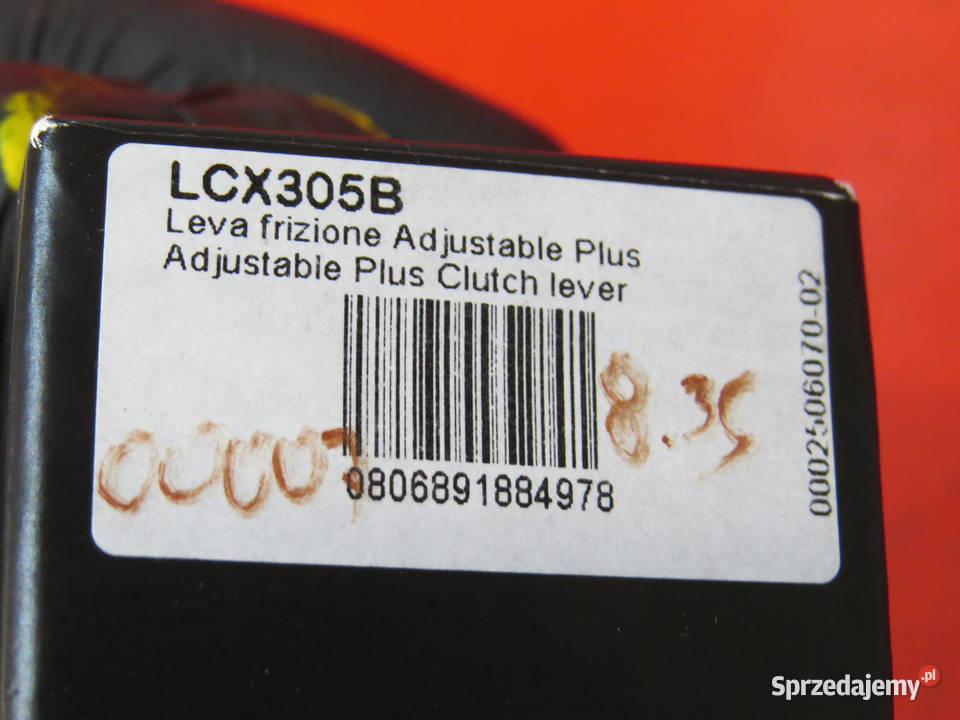 LCX305B
Leva frizione Adjustable Plus
Adjustable Plus Clutch lever
8.35
00007
0806891884978
0002506070-02
Sprzedajemy.pl